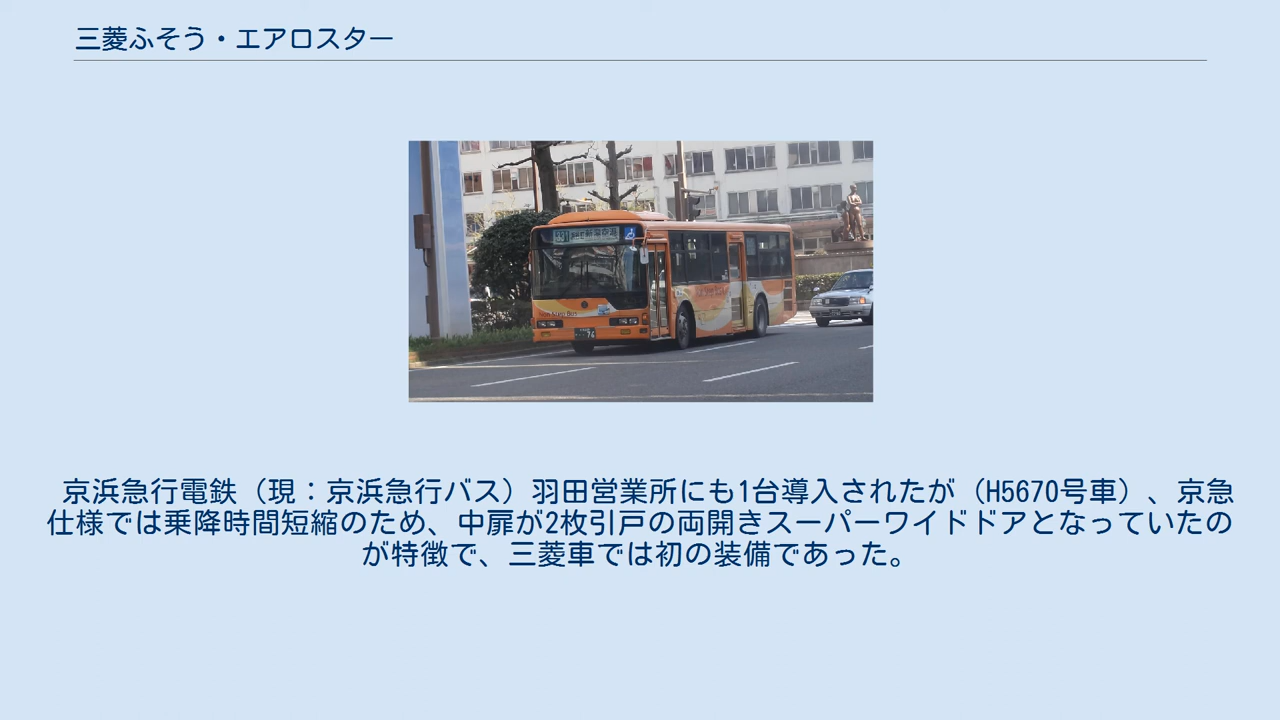 三菱ふそう・エアロスター
京浜急行電鉄（現：京浜急行バス）羽田営業所にも1台導入されたが（H5670号車）、京急
仕様では乗降時間短縮のため、中扉が2枚引戸の両開きスーパーワイドドアとなっていたの
が特徴で、三菱車では初の装備であった。
76